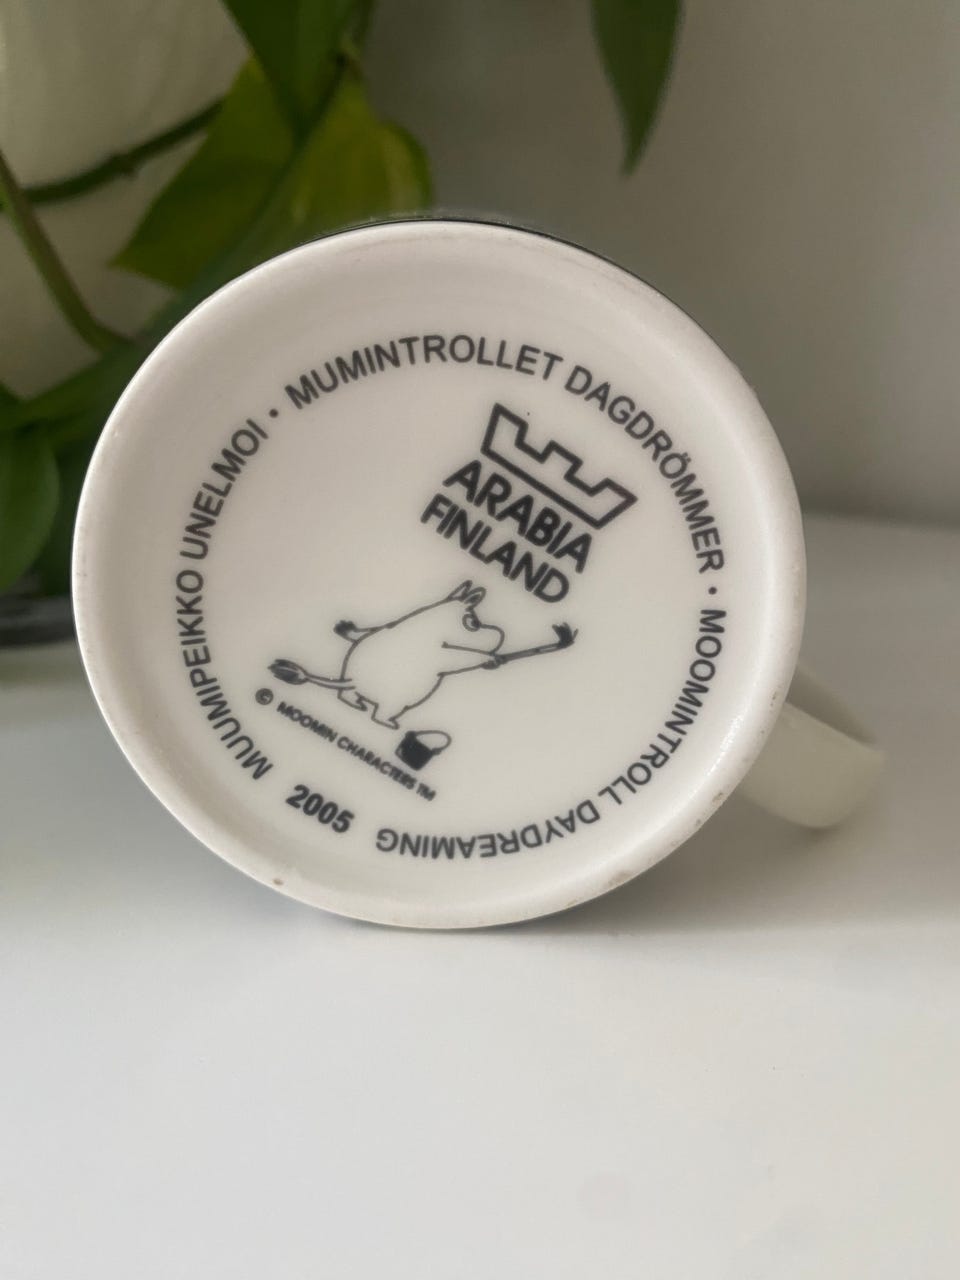 MUUMIPEIKKO UNELMOI • MUMINTROLLET DAGDRÖMMER • MOOMINTROLL DAYDREAMING
ARABIA
FINLAND
© MOOMIN CHARACTERS TM
2005